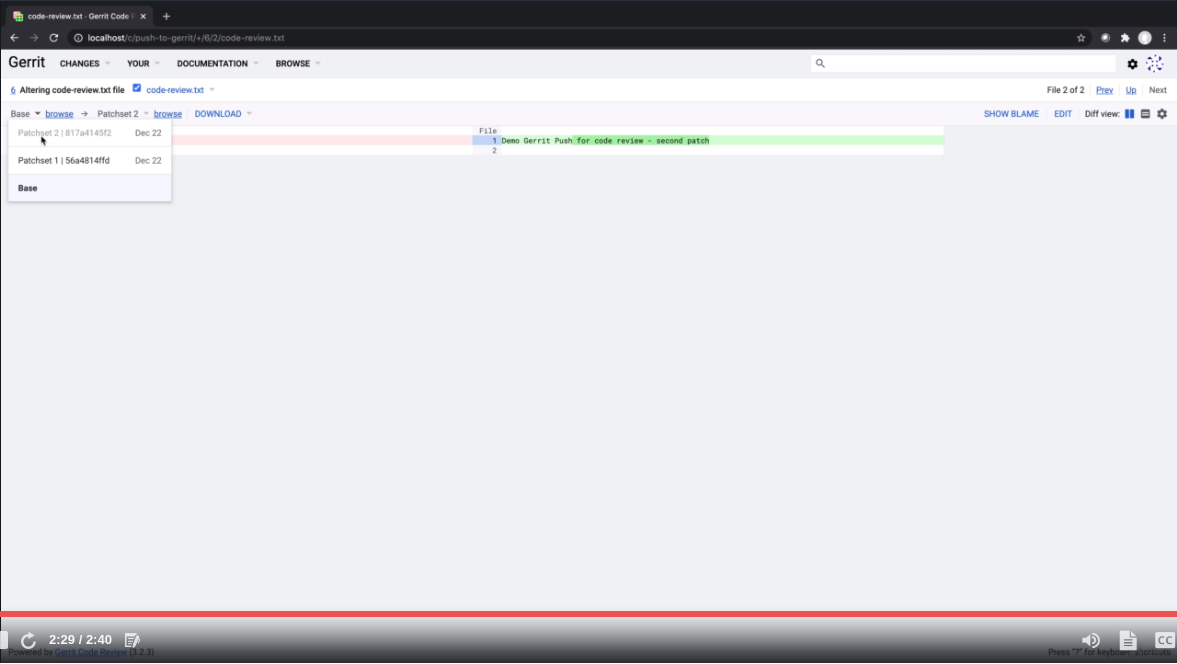 code-review.txt · Gerrit Code R
localhost/c/push-to-gerrit/+/6/2/code-review.txt
Gerrit CHANGES YOUR DOCUMENTATION BROWSE
6 Altering code-review.txt file code-review.txt File 2 of 2 Prev Up Next
Base browse → Patchset 2 browse DOWNLOAD SHOW BLAME EDIT Diff view:
Patchset 2 | 817a4145f2 Dec 22
Patchset 1 | 56a4814ffd Dec 22
Base
File
1 Demo Gerrit Push for code review - second patch
2
2:29 / 2:40 CC
Powered by Gerrit Code Review (3.2.3) Press "?" for keyboard shortcuts